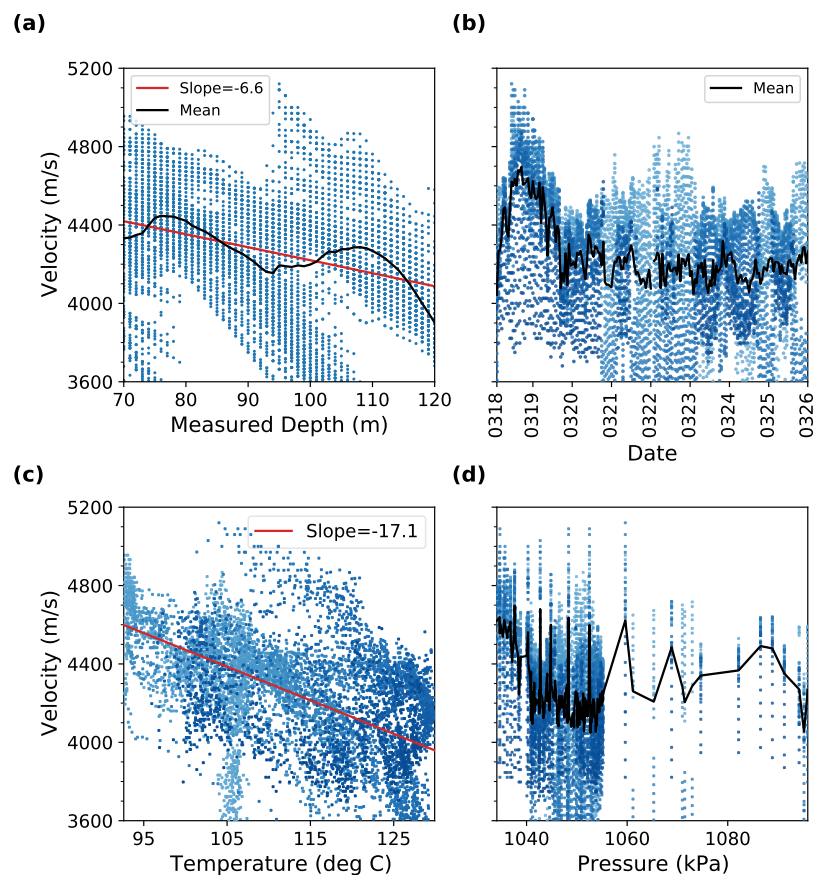 (a)
(b)
5200
4800
4400
4000
3600
Velocity (m/s)
Slope=-6.6
Mean
70 80 90 100 110 120
Measured Depth (m)
Mean
0318 0319 0320 0321 0322 0323 0324 0325 0326
Date
(c)
(d)
5200
4800
4400
4000
3600
Velocity (m/s)
Slope=-17.1
95 105 115 125
Temperature (deg C)
1040 1060 1080
Pressure (kPa)